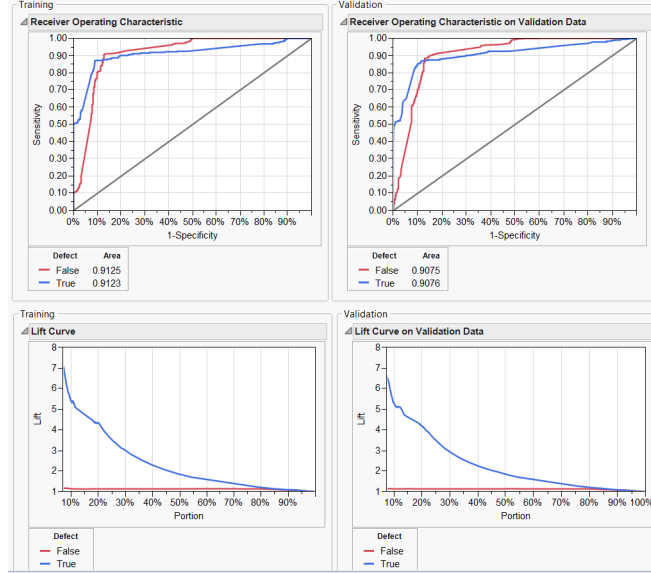 Training
Receiver Operating Characteristic
1.00
0.90
0.80
0.70
0.60
0.50
0.40
0.30
0.20
0.10
0.00
Sensitivity
0% 10% 20% 30% 40% 50% 60% 70% 80% 90%
1-Specificity
Defect Area
False 0.9125
True 0.9123
Validation
Receiver Operating Characteristic on Validation Data
1.00
0.90
0.80
0.70
0.60
0.50
0.40
0.30
0.20
0.10
0.00
Sensitivity
0% 10% 20% 30% 40% 50% 60% 70% 80% 90%
1-Specificity
Defect Area
False 0.9075
True 0.9076
Training
Lift Curve
8
7
6
5
4
3
2
1
Lift
10% 20% 30% 40% 50% 60% 70% 80% 90%
Portion
Defect
False
True
Validation
Lift Curve on Validation Data
8
7
6
5
4
3
2
1
Lift
10% 20% 30% 40% 50% 60% 70% 80% 90% 100%
Portion
Defect
False
True